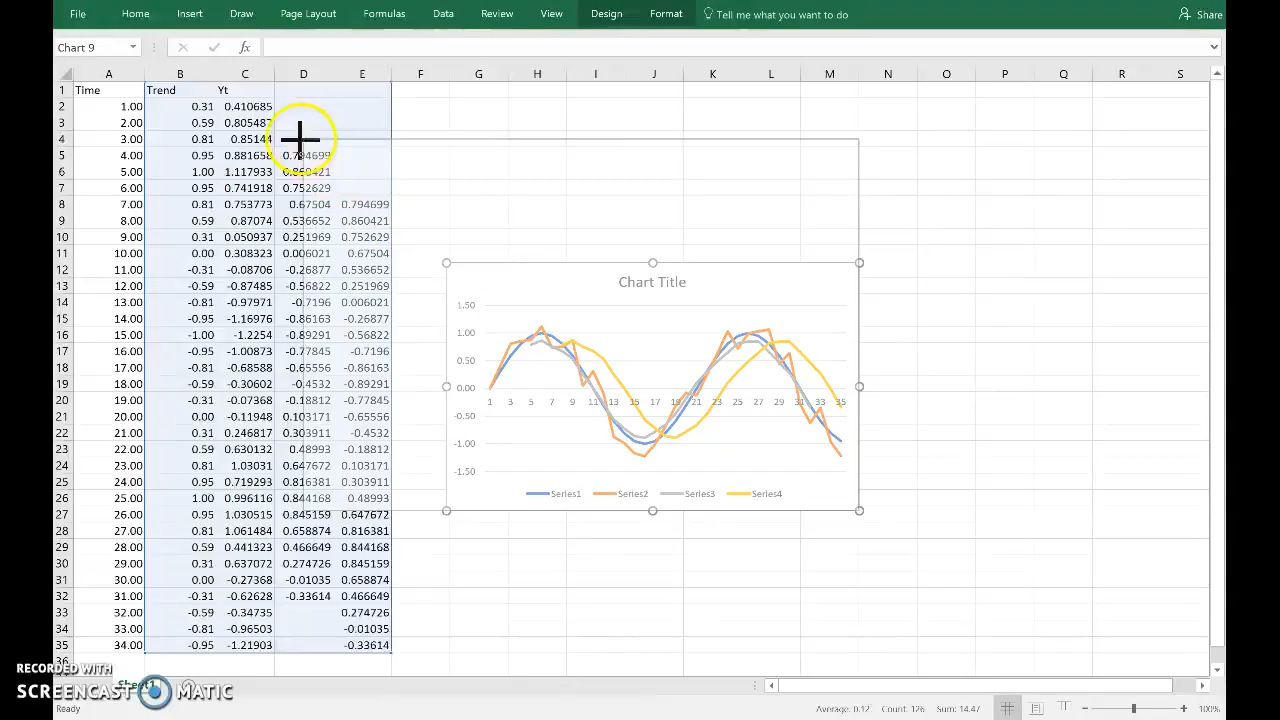 File Home Insert Draw Page Layout Formulas Data Review View Design Format Tell me what you want to do Share
Chart 9 fx
A B C D E F G H I J K L M N O P Q R S
1 Time Trend Yt
2 1.00 0.31 0.410685
3 2.00 0.59 0.805487
4 3.00 0.81 0.85144
5 4.00 0.95 0.881658 0.794699
6 5.00 1.00 1.117933 0.860421
7 6.00 0.95 0.741918 0.752629
8 7.00 0.81 0.753773 0.67504 0.794699
9 8.00 0.59 0.87074 0.536652 0.860421
10 9.00 0.31 0.050937 0.251969 0.752629
11 10.00 0.00 0.308323 0.006021 0.67504
12 11.00 -0.31 -0.08706 -0.26877 0.536652
13 12.00 -0.59 -0.87485 -0.56822 0.251969
14 13.00 -0.81 -0.97971 -0.7196 0.006021
15 14.00 -0.95 -1.16976 -0.86163 -0.26877
16 15.00 -1.00 -1.2254 -0.89291 -0.56822
17 16.00 -0.95 -1.00873 -0.77845 -0.7196
18 17.00 -0.81 -0.68588 -0.65556 -0.86163
19 18.00 -0.59 -0.30602 -0.4532 -0.89291
20 19.00 -0.31 -0.07368 -0.18812 -0.77845
21 20.00 0.00 -0.11948 0.103171 -0.65556
22 21.00 0.31 0.246817 0.303911 -0.4532
23 22.00 0.59 0.630132 0.48993 -0.18812
24 23.00 0.81 1.03031 0.647672 0.103171
25 24.00 0.95 0.719293 0.816381 0.303911
26 25.00 1.00 0.996116 0.844168 0.48993
27 26.00 0.95 1.030515 0.845159 0.647672
28 27.00 0.81 1.061484 0.658874 0.816381
29 28.00 0.59 0.441323 0.466649 0.844168
30 29.00 0.31 0.637072 0.274726 0.845159
31 30.00 0.00 -0.27368 -0.01035 0.658874
32 31.00 -0.31 -0.62628 -0.33614 0.466649
33 32.00 -0.59 -0.34735 0.274726
34 33.00 -0.81 -0.96503 -0.01035
35 34.00 -0.95 -1.21903 -0.33614
36
Chart Title
1.50
1.00
0.50
0.00
1 3 5 7 9 11 13 15 17 19 21 23 25 27 29 31 33 35
-0.50
-1.00
-1.50
Series1 Series2 Series3 Series4
RECORDED WITH
SCREENCAST MATIC
Sheet1
Ready Average: 0.12 Count: 126 Sum: 14.47 100%